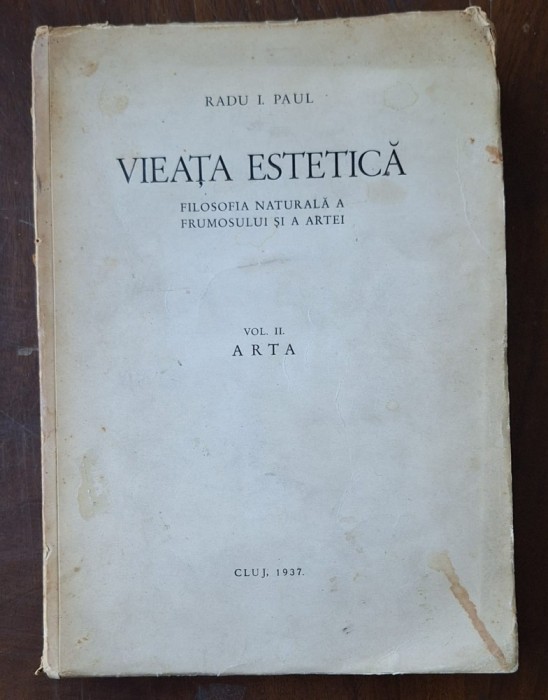 RADU I. PAUL
VIEAȚA ESTETICĂ
FILOSOFIA NATURALĂ A
FRUMOSULUI ȘI A ARTEI
VOL. II.
ARTA
CLUJ, 1937.